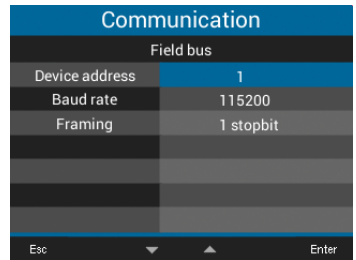 Communication
Field bus
Device address 1
Baud rate 115200
Framing 1 stopbit
Esc Enter